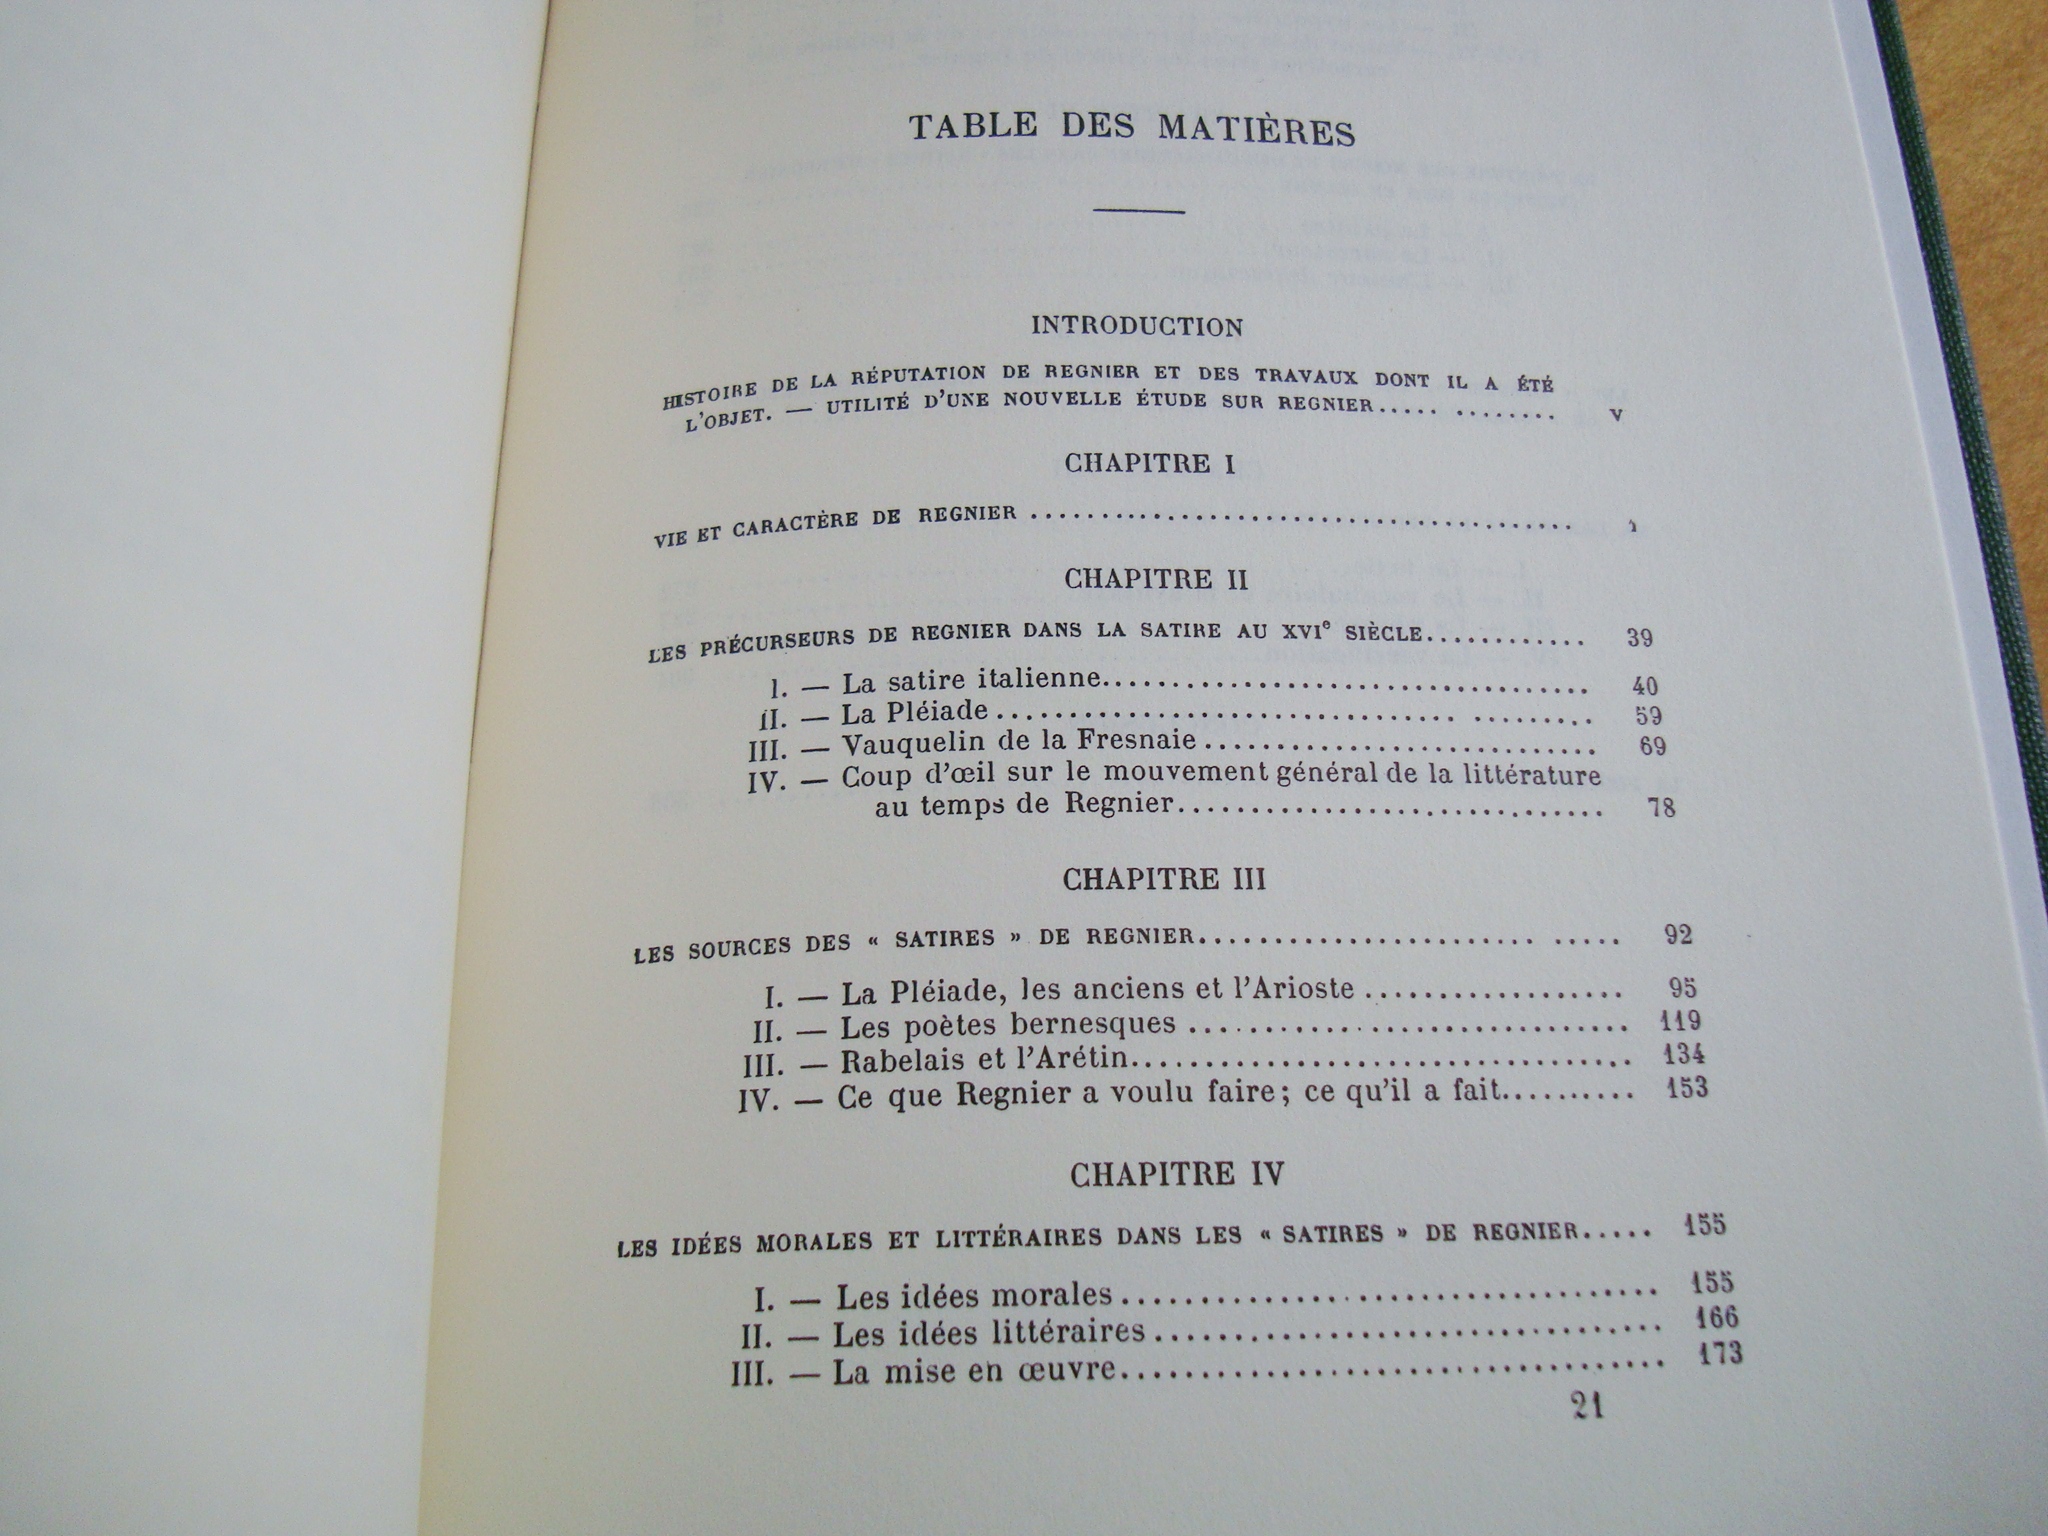 TABLE DES MATIÈRES
INTRODUCTION
HISTOIRE DE LA RÉPUTATION DE REGNIER ET DES TRAVAUX DONT IL A ÉTÉ
L'OBJET. — UTILITÉ D'UNE NOUVELLE ÉTUDE SUR REGNIER..... ........ V
CHAPITRE I
VIE ET CARACTÈRE DE REGNIER ............................................. 1
CHAPITRE II
LES PRÉCURSEURS DE REGNIER DANS LA SATIRE AU XVIe SIÈCLE............ 39
I. — La satire italienne.................................... 40
II. — La Pléiade ................................ ......... 59
III. — Vauquelin de la Fresnaie ............................ 69
IV. — Coup d'œil sur le mouvement général de la littérature
au temps de Regnier.............................. 78
CHAPITRE III
LES SOURCES DES « SATIRES » DE REGNIER....................... ..... 92
I. — La Pléiade, les anciens et l'Arioste .................. 95
II. — Les poètes bernesques .............................. 119
III. — Rabelais et l'Arétin.................................. 134
IV. — Ce que Regnier a voulu faire; ce qu'il a fait.......... 153
CHAPITRE IV
LES IDÉES MORALES ET LITTÉRAIRES DANS LES « SATIRES » DE REGNIER..... 155
I. — Les idées morales .................................. 155
II. — Les idées littéraires ................................ 166
III. — La mise en œuvre.................................. 173
21